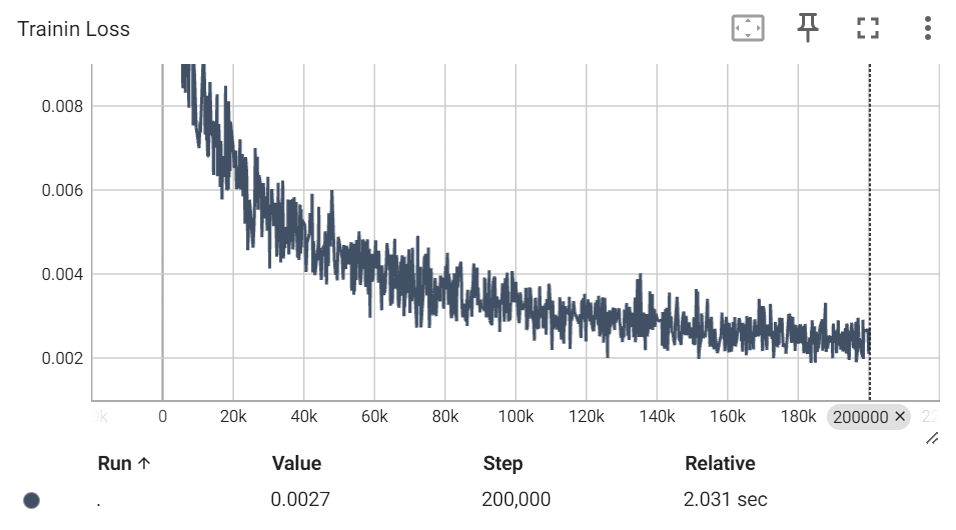 Trainin Loss
0.008
0.006
0.004
0.002
0 20k 40k 60k 80k 100k 120k 140k 160k 180k 200000 ✕
Run ↑ Value Step Relative
. 0.0027 200,000 2.031 sec